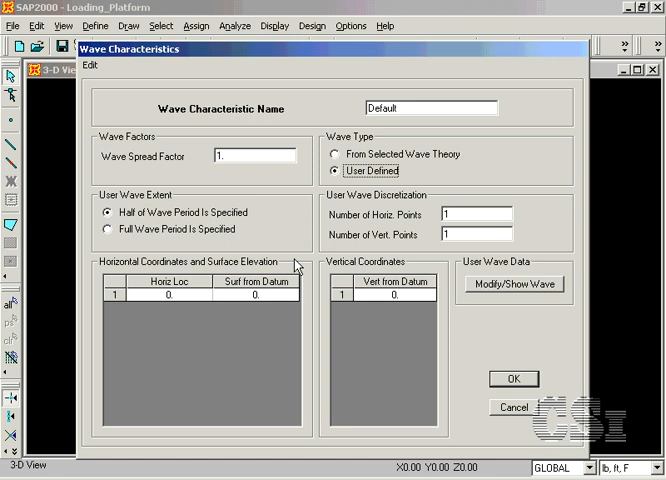 SAP2000 - Loading_Platform
File Edit View Define Draw Select Assign Analyze Display Design Options Help
3-D View
Wave Characteristics
Edit
Wave Characteristic Name Default
Wave Factors
Wave Spread Factor 1.
Wave Type
From Selected Wave Theory
User Defined
User Wave Extent
Half of Wave Period Is Specified
Full Wave Period Is Specified
User Wave Discretization
Number of Horiz. Points 1
Number of Vert. Points 1
Horizontal Coordinates and Surface Elevation
Horiz Loc Surf from Datum
1 0. 0.
Vertical Coordinates
Vert from Datum
1 0.
User Wave Data
Modify/Show Wave
OK
Cancel
all
ps
clr
CSI
3-D View X0.00 Y0.00 Z0.00 GLOBAL lb, ft, F